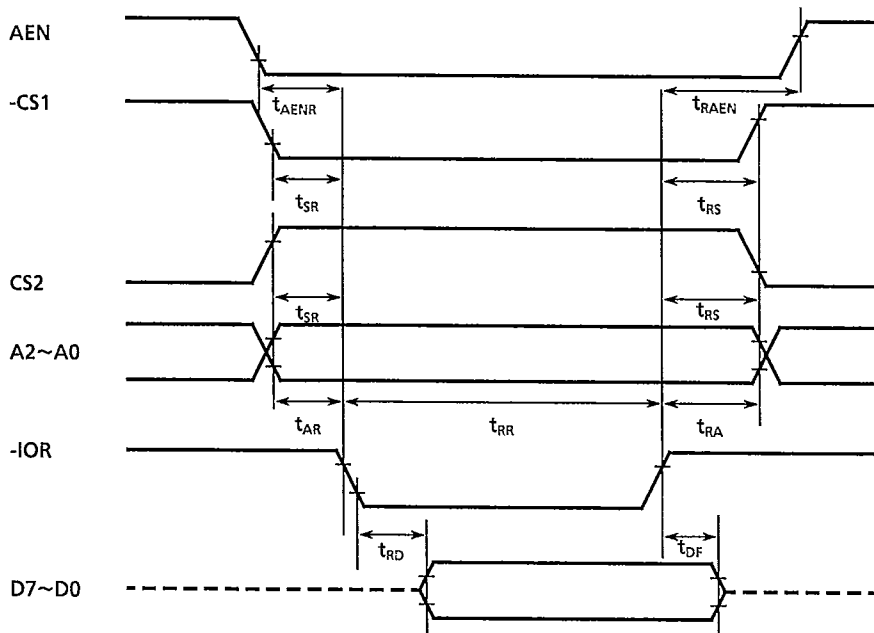 AEN
tAENR tRAEN
-CS1
tSR tRS
CS2
tSR tRS
A2~A0
tAR tRR tRA
-IOR
tRD tDF
D7~D0